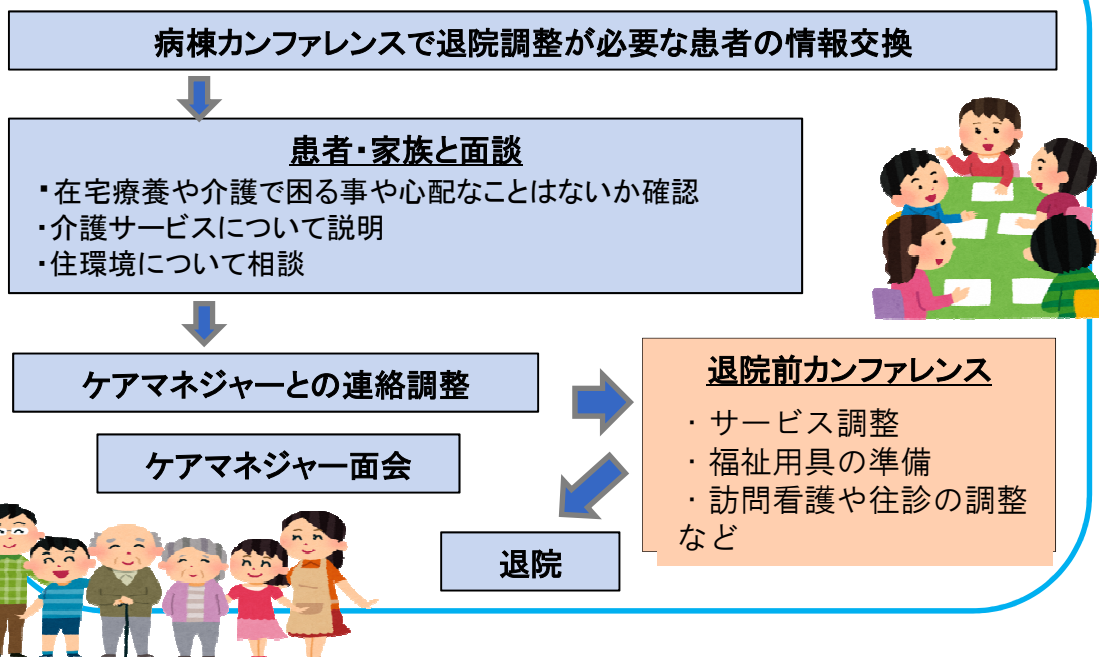 病棟カンファレンスで退院調整が必要な患者の情報交換
患者・家族と面談
・在宅療養や介護で困る事や心配なことはないか確認
・介護サービスについて説明
・住環境について相談
ケアマネジャーとの連絡調整
ケアマネジャー面会
退院前カンファレンス
・サービス調整
・福祉用具の準備
・訪問看護や往診の調整
など
退院